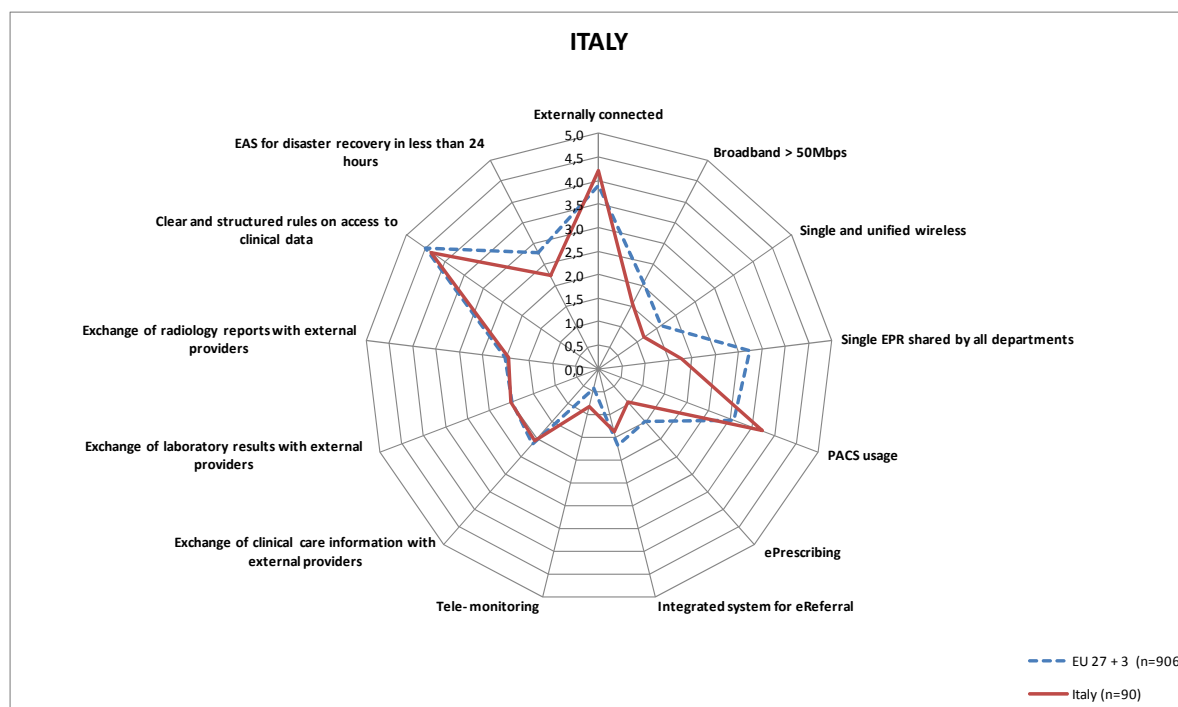 ITALY
Externally connected
EAS for disaster recovery in less than 24
hours
Broadband > 50Mbps
Clear and structured rules on access to
clinical data
Single and unified wireless
Exchange of radiology reports with external
providers
Single EPR shared by all departments
Exchange of laboratory results with external
providers
PACS usage
Exchange of clinical care information with
external providers
ePrescribing
Tele- monitoring
Integrated system for eReferral
5,0
4,5
4,0
3,5
3,0
2,5
2,0
1,5
1,0
0,5
0,0
EU 27 + 3 (n=906
Italy (n=90)